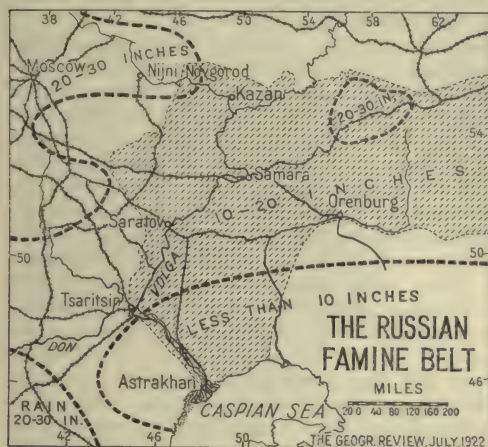 38 42 46 50 54 58 62
INCHES
Moscow
20-30
Nijni-Novgorod
Kazan
20-30 IN.
54
Samara
10-20 INCHES
Orenburg
Saratov
50
50
VOLGA
10 INCHES
Tsaritsin
LESS THAN
THE RUSSIAN
FAMINE BELT
DON
MILES
46
Astrakhan
20 0 40 80 120 160 200
RAIN
20-30 IN.
CASPIAN SEA
42 46 50
THE GEOGR. REVIEW, JULY 1922